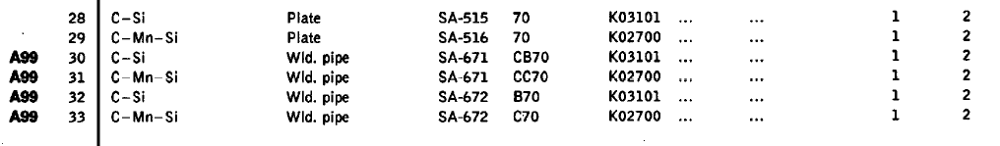 28 C-Si Plate SA-515 70 K03101 ... ... 1 2
29 C-Mn-Si Plate SA-516 70 K02700 ... ... 1 2
A99 30 C-Si Wld. pipe SA-671 CB70 K03101 ... ... 1 2
A99 31 C-Mn-Si Wld. pipe SA-671 CC70 K02700 ... ... 1 2
A99 32 C-Si Wld. pipe SA-672 B70 K03101 ... ... 1 2
A99 33 C-Mn-Si Wld. pipe SA-672 C70 K02700 ... ... 1 2